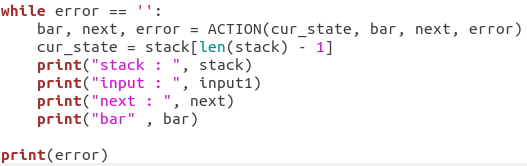 while error == '':
    bar, next, error = ACTION(cur_state, bar, next, error)
    cur_state = stack[len(stack) - 1]
    print("stack : ", stack)
    print("input : ", input1)
    print("next : ", next)
    print("bar" , bar)

print(error)